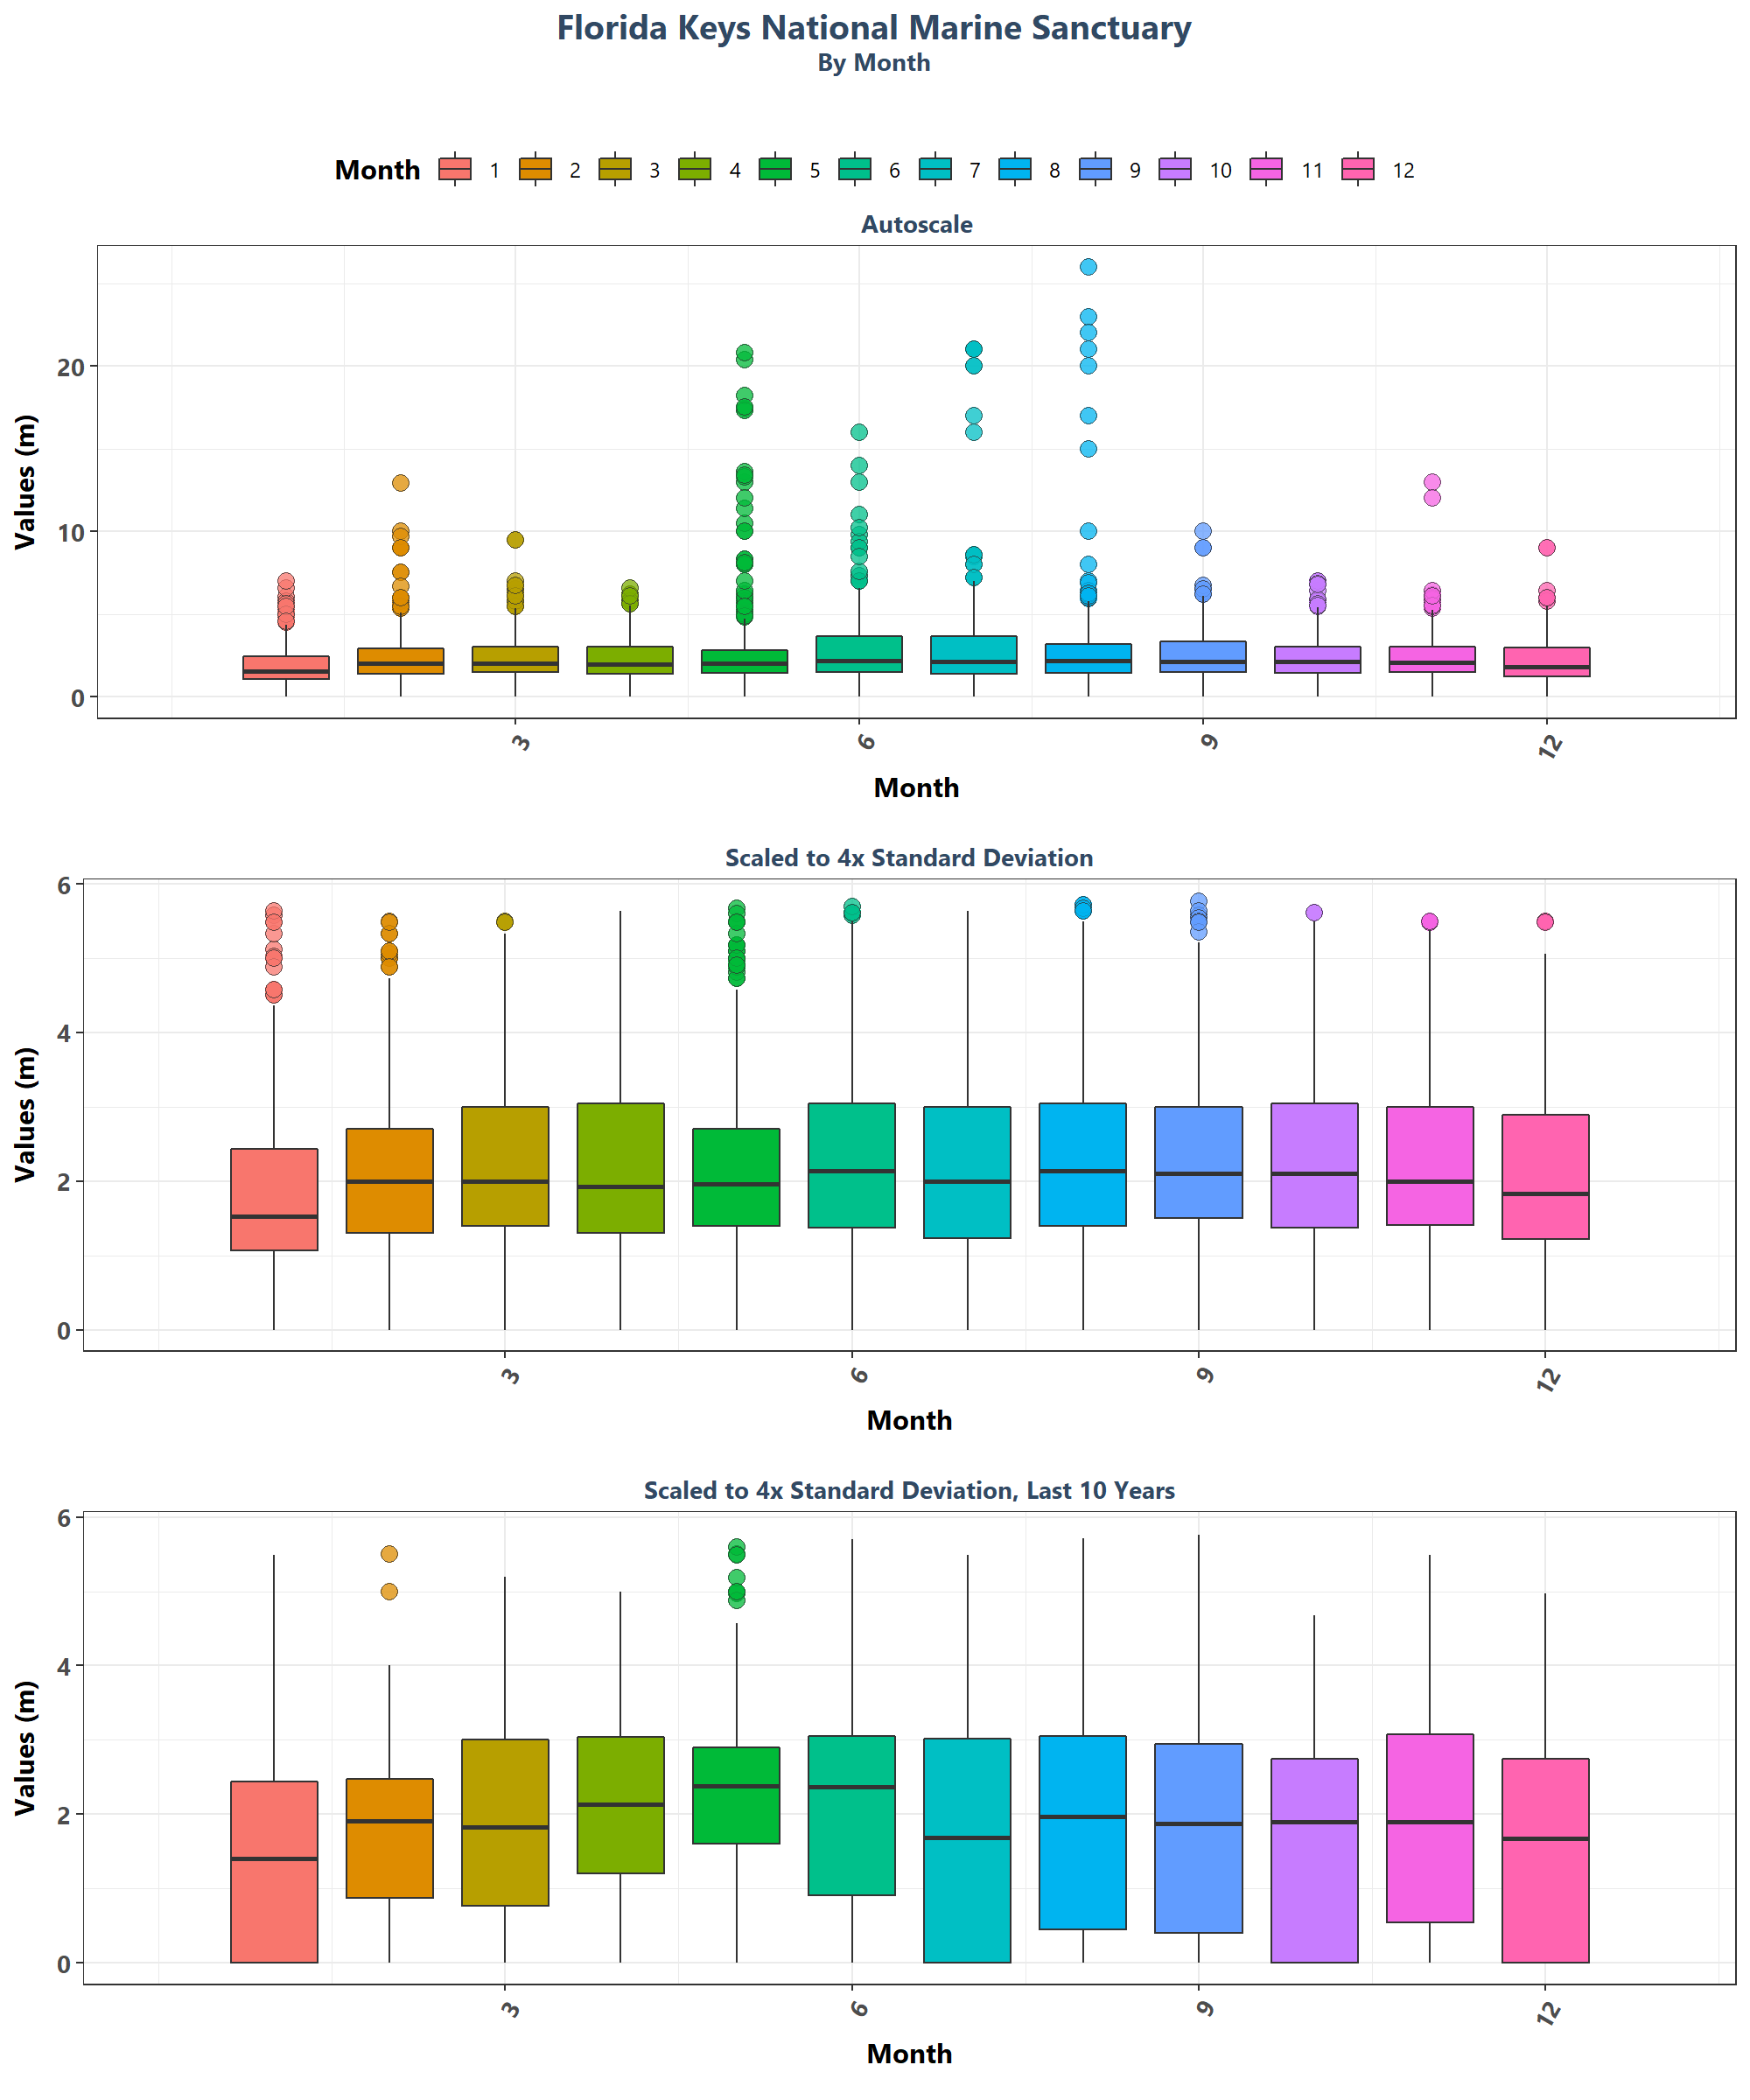 Florida Keys National Marine Sanctuary
By Month
Month 1 2 3 4 5 6 7 8 9 10 11 12
Autoscale
Values (m)
20
10
0
3 6 9 12
Month
Scaled to 4x Standard Deviation
Values (m)
6
4
2
0
3 6 9 12
Month
Scaled to 4x Standard Deviation, Last 10 Years
Values (m)
6
4
2
0
3 6 9 12
Month